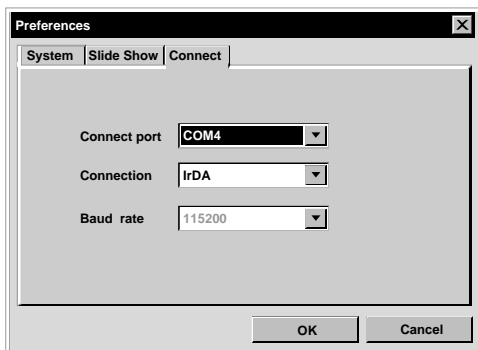 Preferences
System Slide Show Connect
Connect port COM4
Connection IrDA
Baud rate 115200
OK Cancel